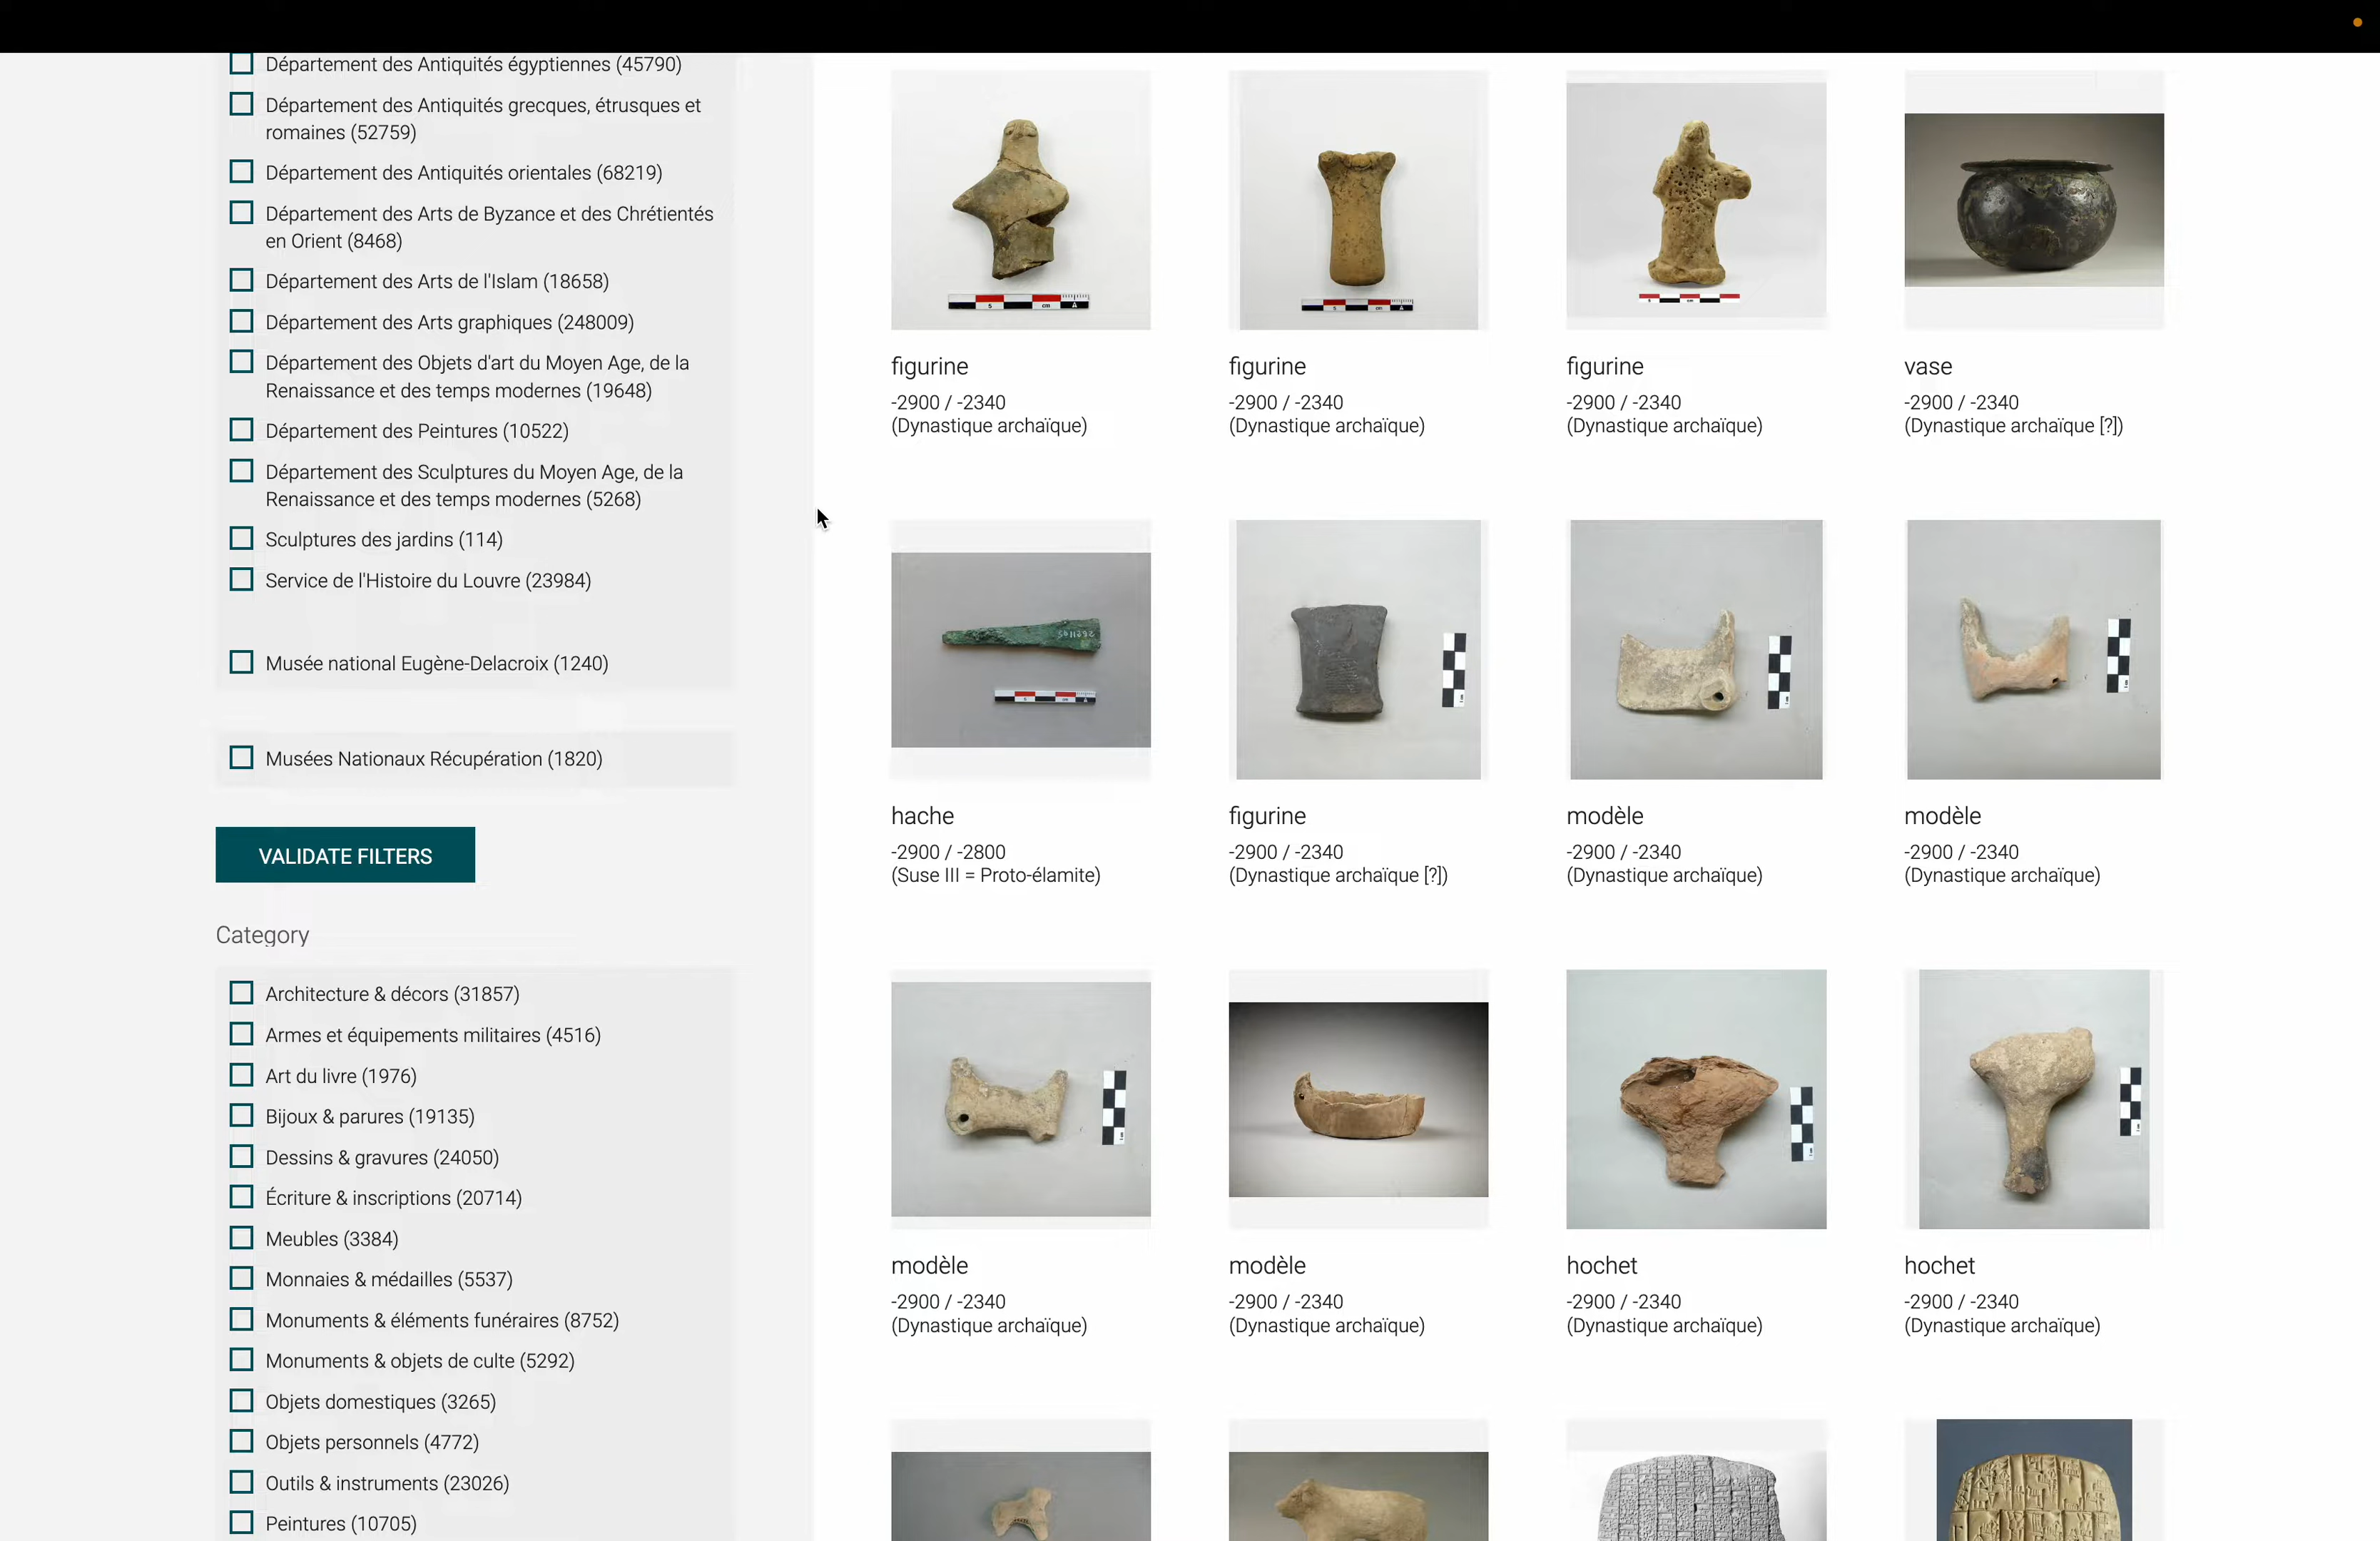 Département des Antiquités égyptiennes (45790)
Département des Antiquités grecques, étrusques et
romaines (52759)
Département des Antiquités orientales (68219)
Département des Arts de Byzance et des Chrétientés
en Orient (8468)
Département des Arts de l'Islam (18658)
Département des Arts graphiques (248009)
Département des Objets d'art du Moyen Age, de la
Renaissance et des temps modernes (19648)
Département des Peintures (10522)
Département des Sculptures du Moyen Age, de la
Renaissance et des temps modernes (5268)
Sculptures des jardins (114)
Service de l'Histoire du Louvre (23984)
Musée national Eugène-Delacroix (1240)
Musées Nationaux Récupération (1820)
VALIDATE FILTERS
Category
Architecture & décors (31857)
Armes et équipements militaires (4516)
Art du livre (1976)
Bijoux & parures (19135)
Dessins & gravures (24050)
Écriture & inscriptions (20714)
Meubles (3384)
Monnaies & médailles (5537)
Monuments & éléments funéraires (8752)
Monuments & objets de culte (5292)
Objets domestiques (3265)
Objets personnels (4772)
Outils & instruments (23026)
Peintures (10705)
figurine
-2900 / -2340
(Dynastique archaïque)
figurine
-2900 / -2340
(Dynastique archaïque)
figurine
-2900 / -2340
(Dynastique archaïque)
vase
-2900 / -2340
(Dynastique archaïque [?])
hache
-2900 / -2800
(Suse III = Proto-élamite)
figurine
-2900 / -2340
(Dynastique archaïque [?])
modèle
-2900 / -2340
(Dynastique archaïque)
modèle
-2900 / -2340
(Dynastique archaïque)
modèle
-2900 / -2340
(Dynastique archaïque)
modèle
-2900 / -2340
(Dynastique archaïque)
hochet
-2900 / -2340
(Dynastique archaïque)
hochet
-2900 / -2340
(Dynastique archaïque)